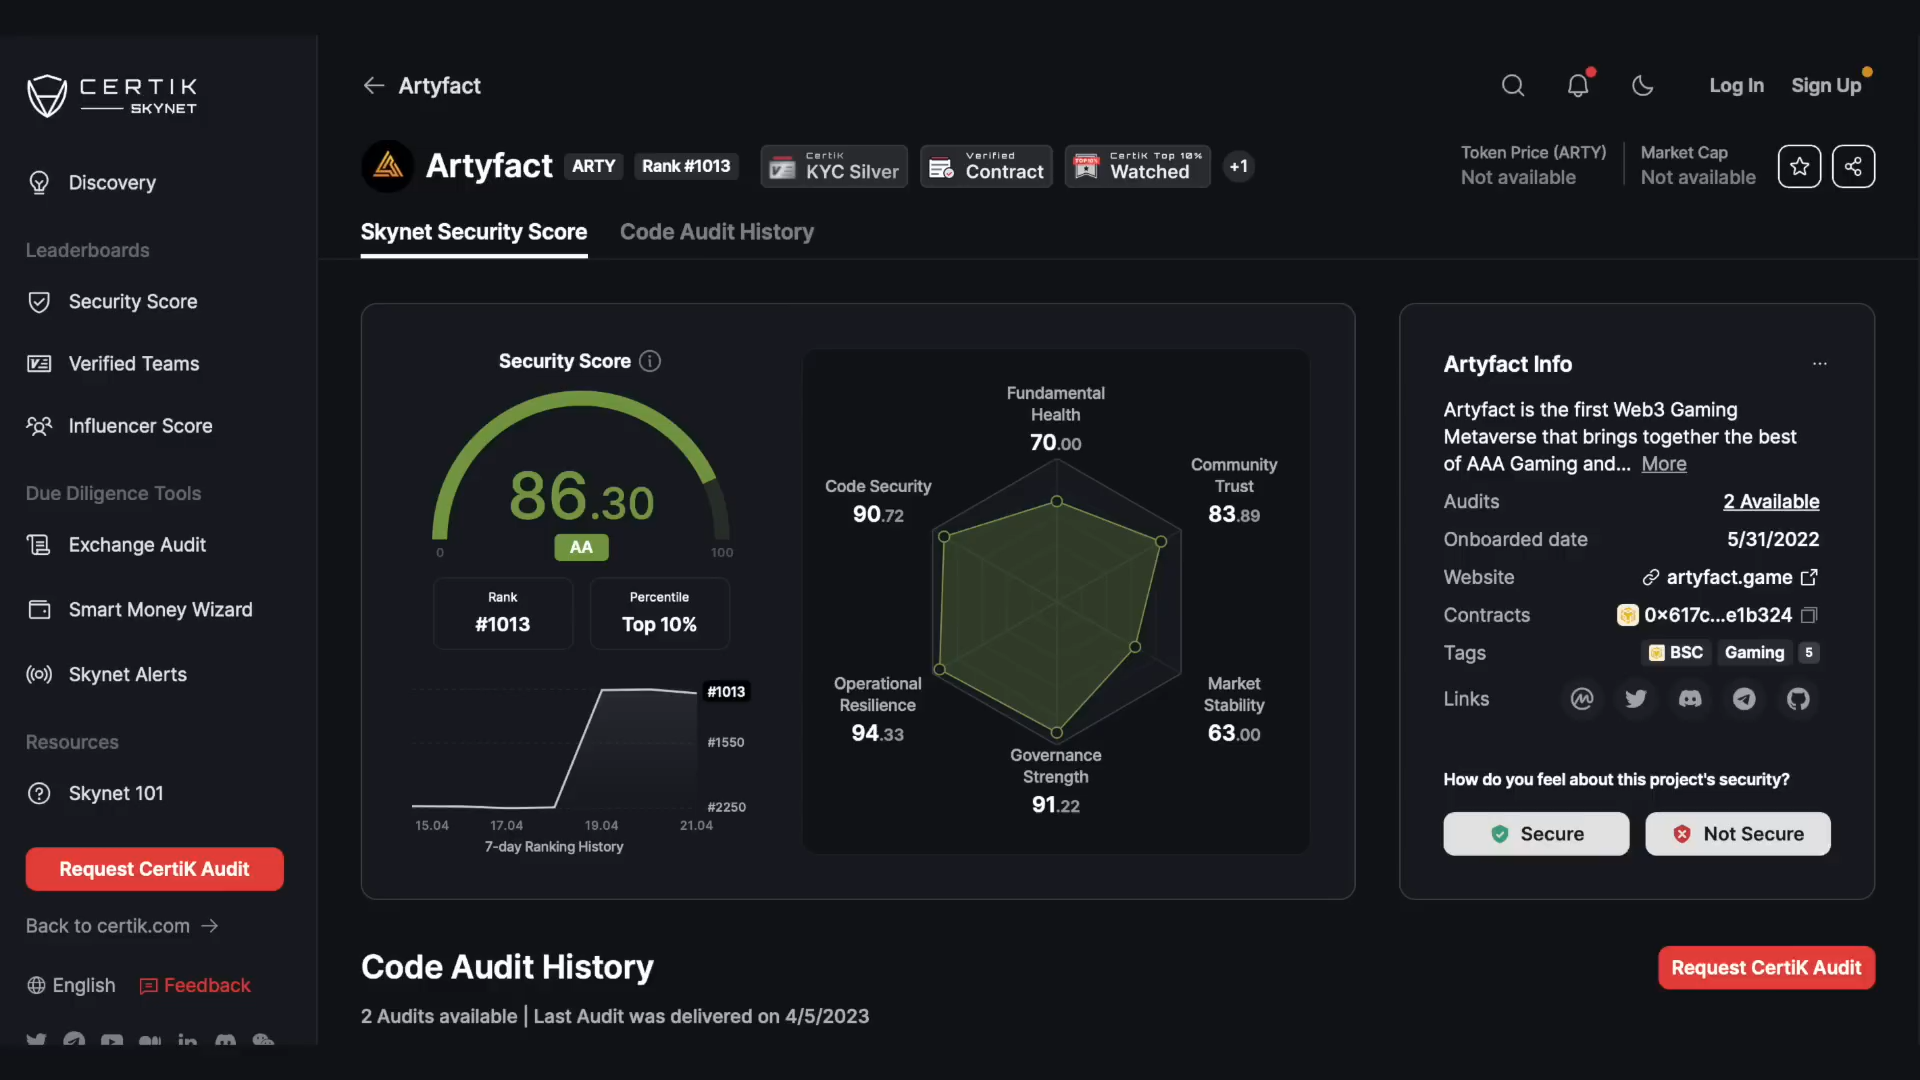 CERTIK
SKYNET
Discovery
Leaderboards
Security Score
Verified Teams
Influencer Score
Due Diligence Tools
Exchange Audit
Smart Money Wizard
Skynet Alerts
Resources
Skynet 101
Request CertiK Audit
Back to certik.com
English Feedback
Artyfact
Log In Sign Up
Artyfact ARTY Rank #1013
CertiK
KYC Silver
Verified
Contract
TOP10%
CertiK Top 10%
Watched
+1
Token Price (ARTY)
Not available
Market Cap
Not available
Skynet Security Score Code Audit History
Security Score
86.30
AA
0 100
Rank
#1013
Percentile
Top 10%
#1013
#1550
#2250
15.04 17.04 19.04 21.04
7-day Ranking History
Fundamental
Health
70.00
Community
Trust
83.89
Code Security
90.72
Operational
Resilience
94.33
Market
Stability
63.00
Governance
Strength
91.22
Artyfact Info
Artyfact is the first Web3 Gaming
Metaverse that brings together the best
of AAA Gaming and... More
Audits 2 Available
Onboarded date 5/31/2022
Website artyfact.game
Contracts 0×617c...e1b324
Tags BSC Gaming 5
Links
How do you feel about this project's security?
Secure Not Secure
Code Audit History
Request CertiK Audit
2 Audits available | Last Audit was delivered on 4/5/2023